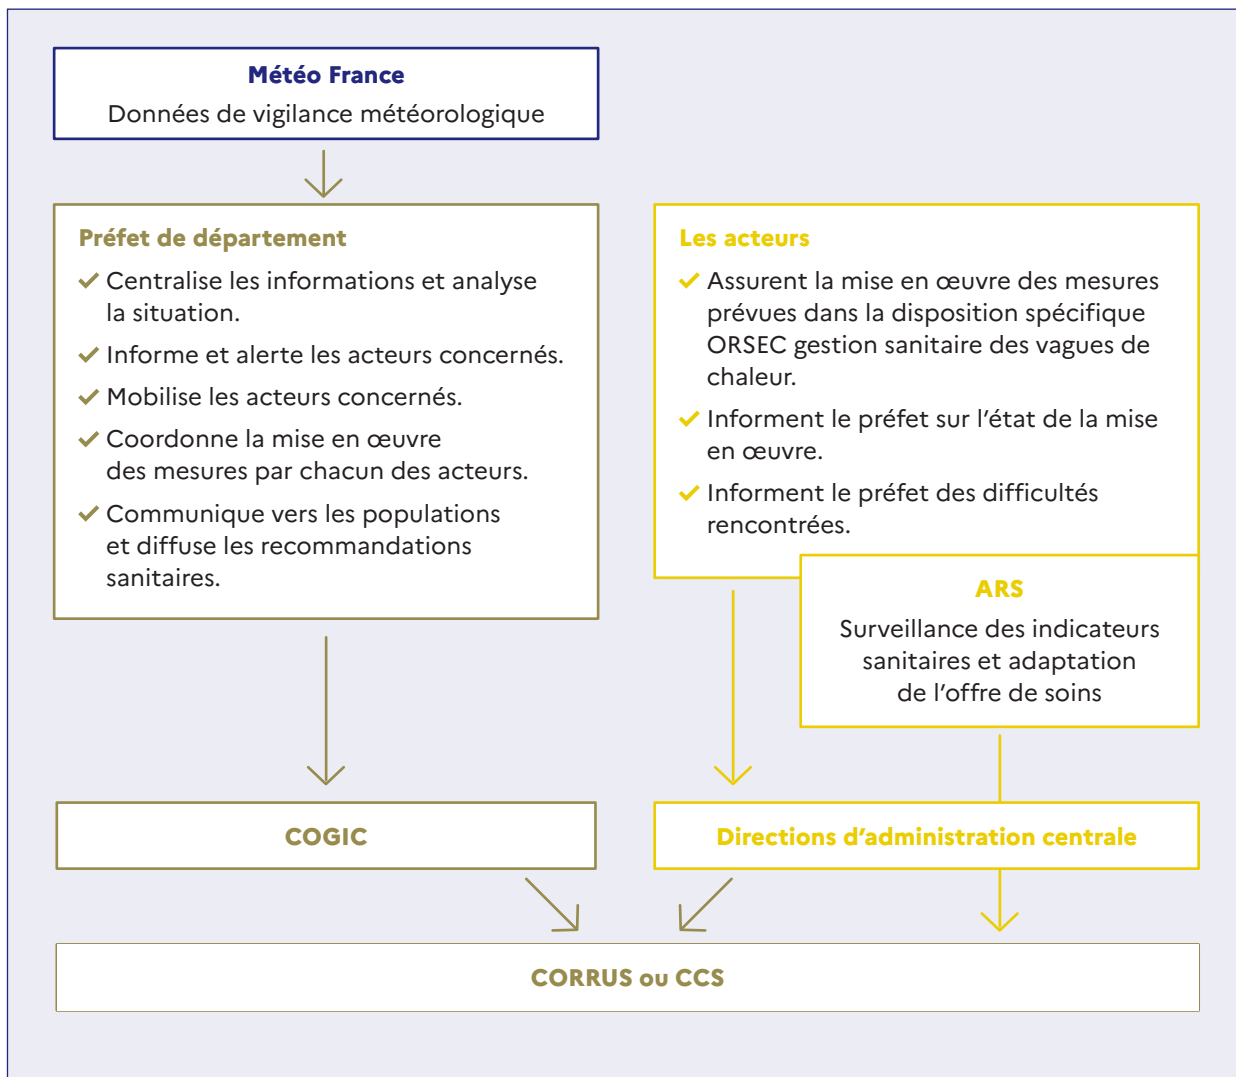 Météo France
Données de vigilance météorologique
Préfet de département
Centralise les informations et analyse
la situation.
Informe et alerte les acteurs concernés.
Mobilise les acteurs concernés.
Coordonne la mise en œuvre
des mesures par chacun des acteurs.
Communique vers les populations
et diffuse les recommandations
sanitaires.
Les acteurs
Assurent la mise en œuvre des mesures
prévues dans la disposition spécifique
ORSEC gestion sanitaire des vagues de
chaleur.
Informent le préfet sur l’état de la mise
en œuvre.
Informent le préfet des difficultés
rencontrées.
ARS
Surveillance des indicateurs
sanitaires et adaptation
de l’offre de soins
COGIC
Directions d’administration centrale
CORRUS ou CCS